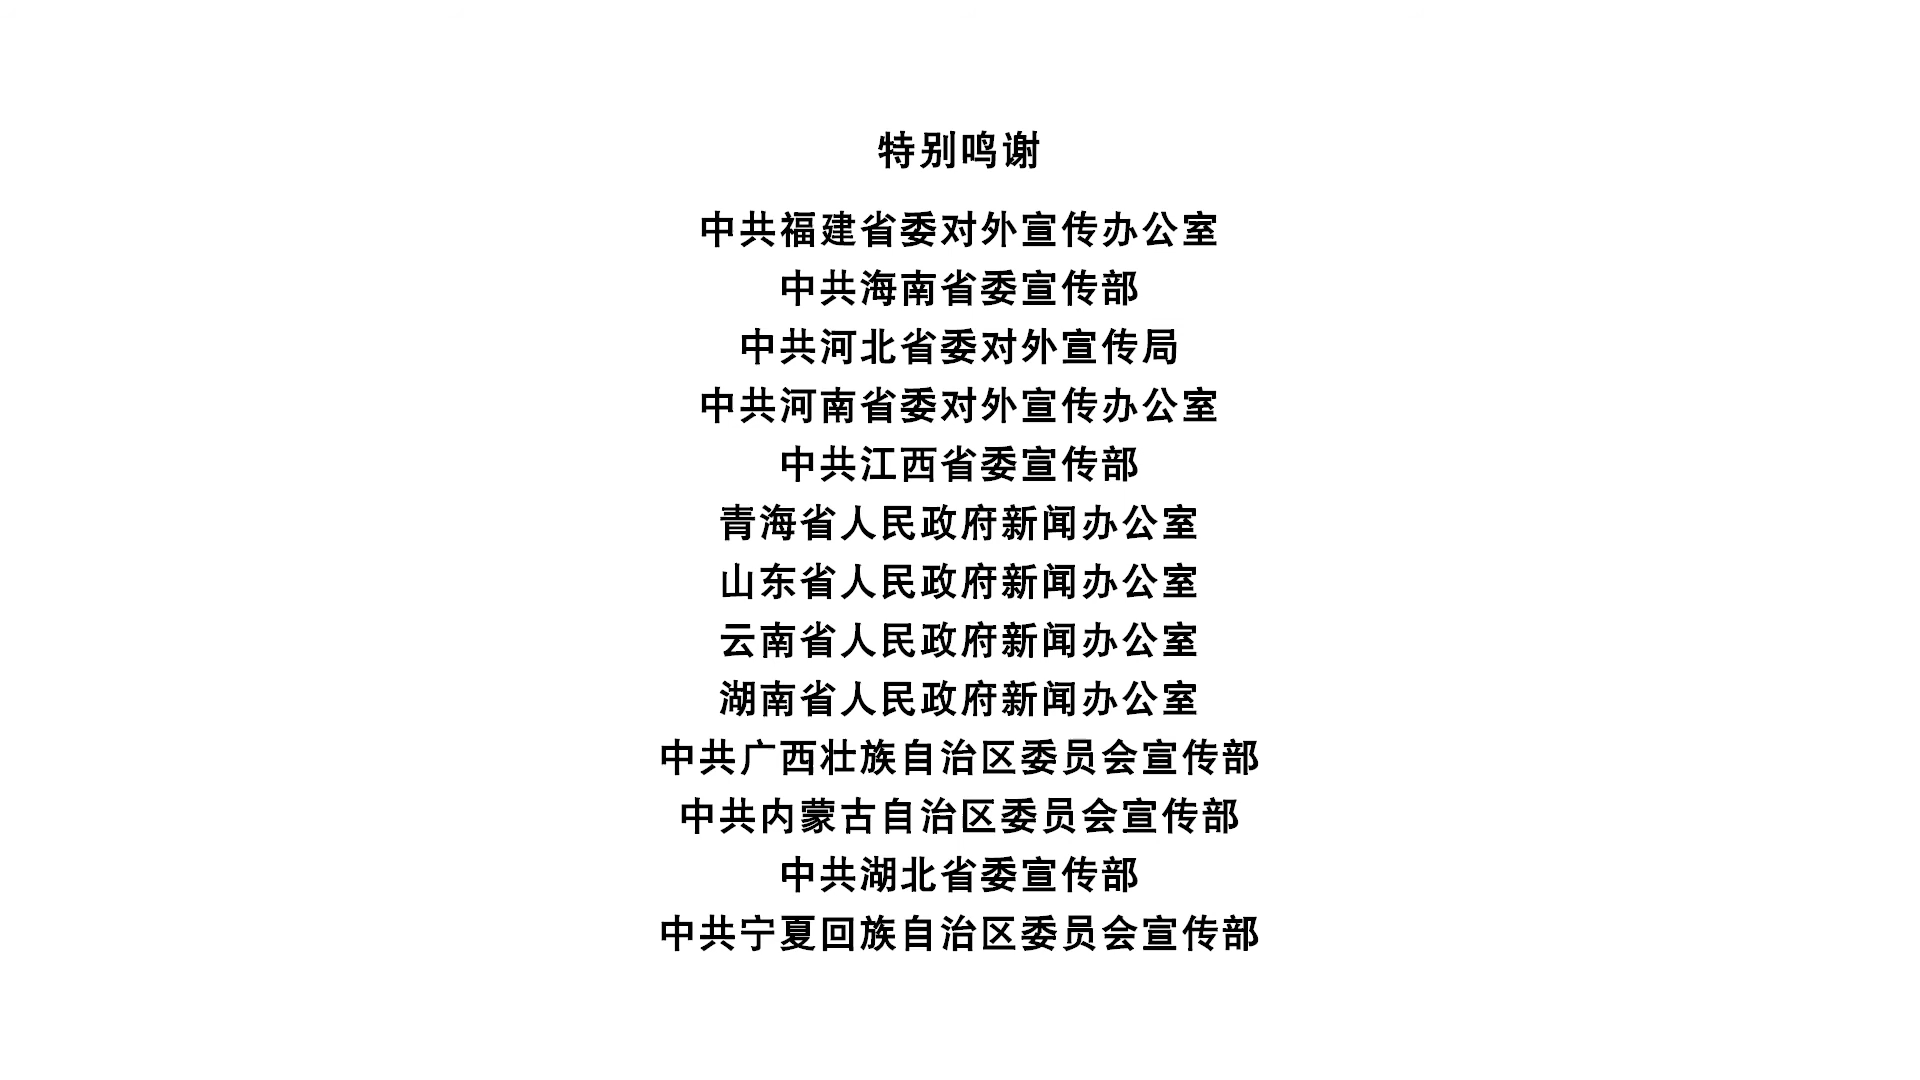 特别鸣谢
中共福建省委对外宣传办公室
中共海南省委宣传部
中共河北省委对外宣传局
中共河南省委对外宣传办公室
中共江西省委宣传部
青海省人民政府新闻办公室
山东省人民政府新闻办公室
云南省人民政府新闻办公室
湖南省人民政府新闻办公室
中共广西壮族自治区委员会宣传部
中共内蒙古自治区委员会宣传部
中共湖北省委宣传部
中共宁夏回族自治区委员会宣传部